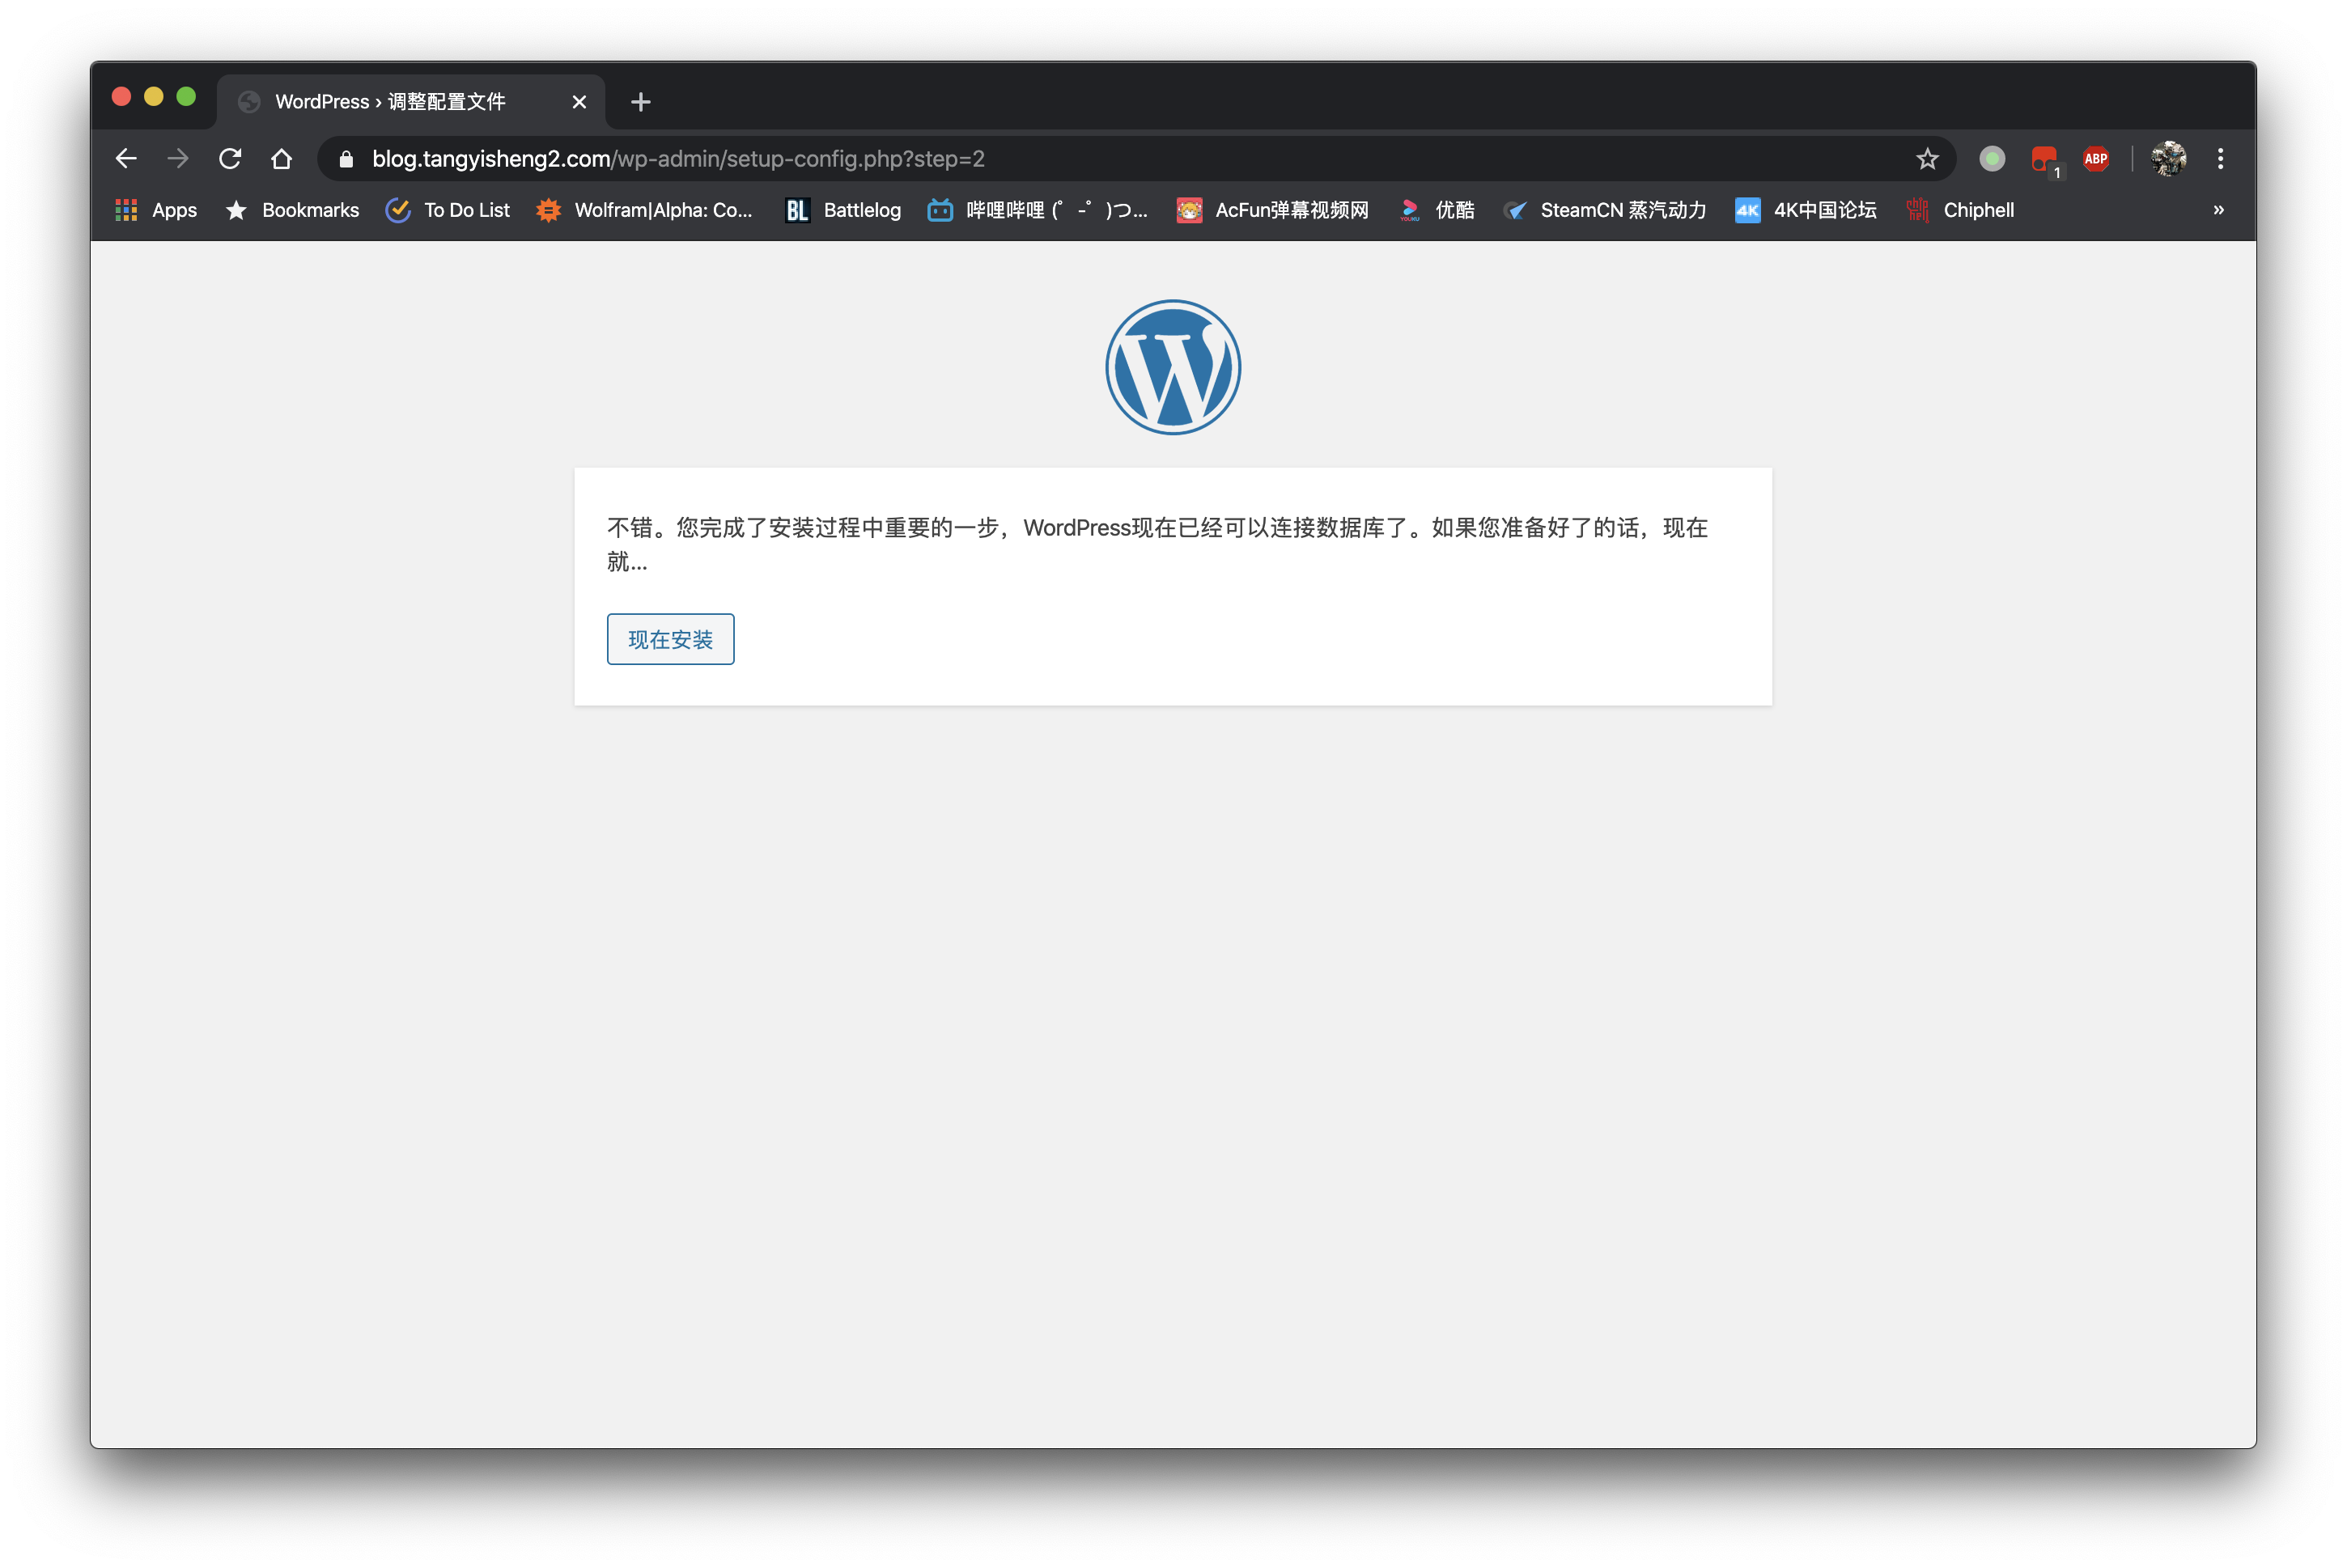 WordPress › 调整配置文件
blog.tangyisheng2.com/wp-admin/setup-config.php?step=2
1
ABP
Apps
Bookmarks
To Do List
Wolfram|Alpha: Co...
BL
Battlelog
哔哩哔哩 (゜-゜)つ...
AcFun弹幕视频网
YOUKU
优酷
SteamCN 蒸汽动力
4K
4K中国论坛
Chiphell
»
不错。您完成了安装过程中重要的一步，WordPress现在已经可以连接数据库了。如果您准备好了的话，现在
就...
现在安装